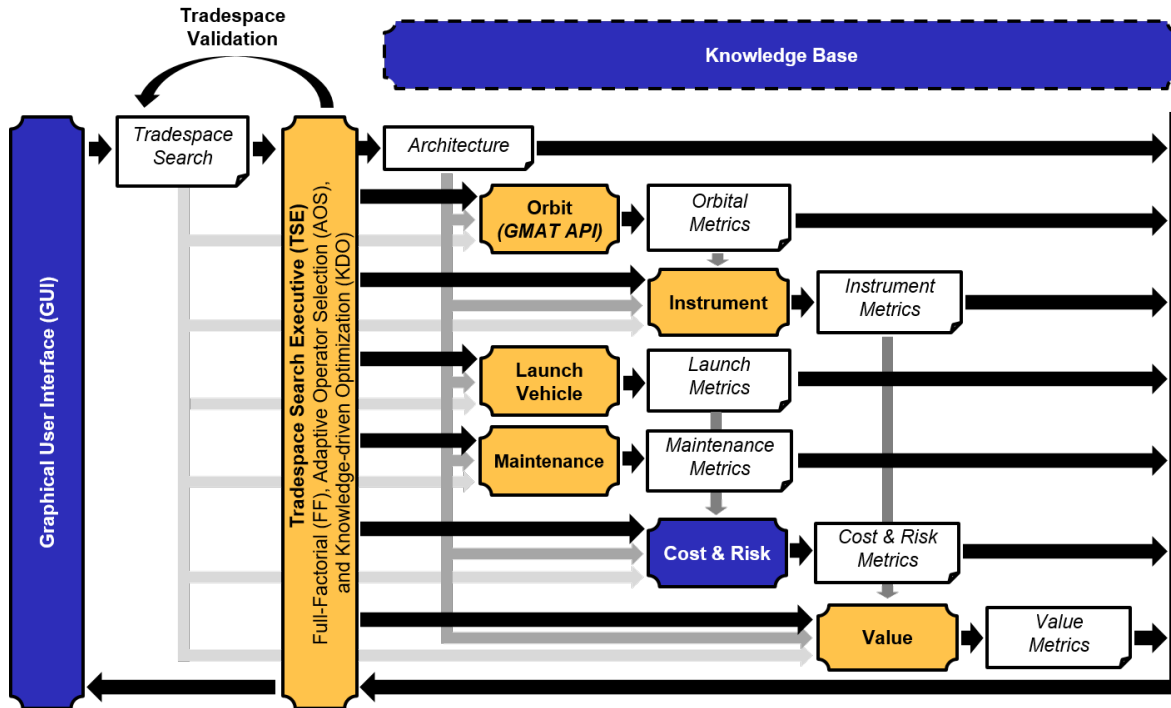 Tradespace
Validation
Knowledge Base
Graphical User Interface (GUI)
Tradespace
Search
Tradespace Search Executive (TSE)
Full-Factorial (FF), Adaptive Operator Selection (AOS),
and Knowledge-driven Optimization (KDO)
Architecture
Orbit
(GMAT API)
Orbital
Metrics
Instrument
Instrument
Metrics
Launch
Vehicle
Launch
Metrics
Maintenance
Maintenance
Metrics
Cost & Risk
Cost & Risk
Metrics
Value
Value
Metrics